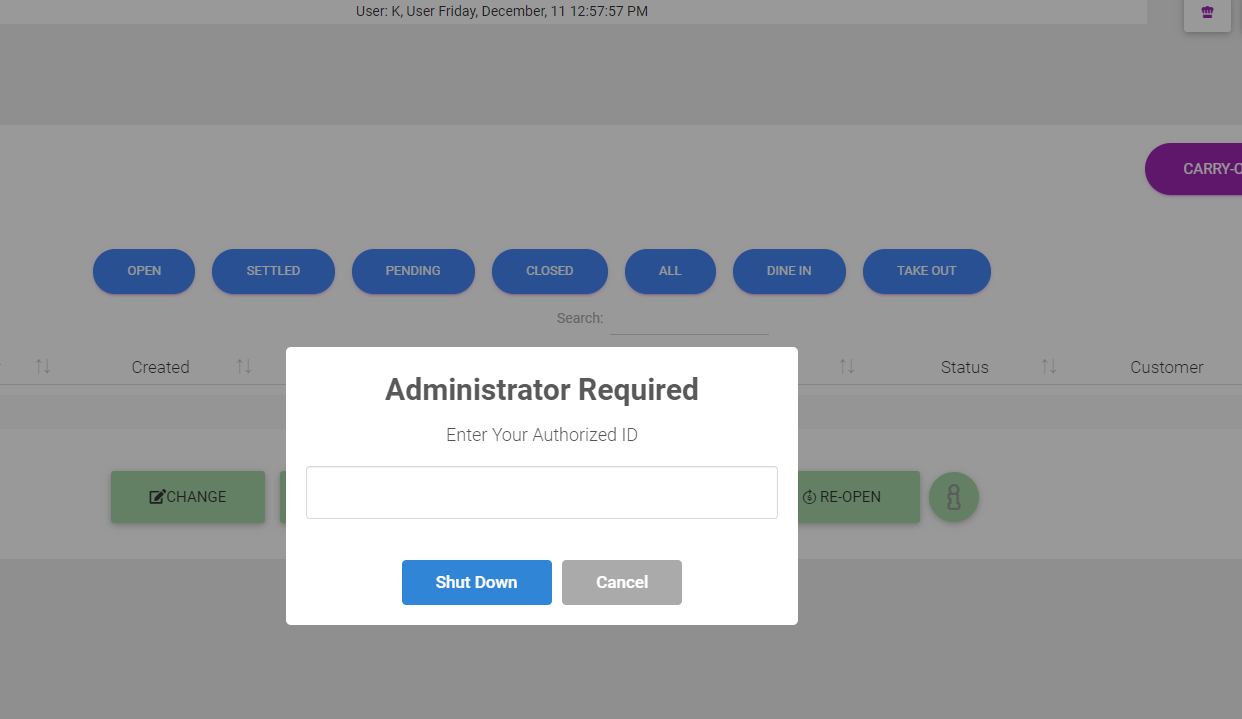 User: K, User Friday, December, 11 12:57:57 PM
CARRY-O
OPEN SETTLED PENDING CLOSED ALL DINE IN TAKE OUT
Search:
Created Status Customer
Administrator Required
Enter Your Authorized ID
CHANGE RE-OPEN
Shut Down Cancel